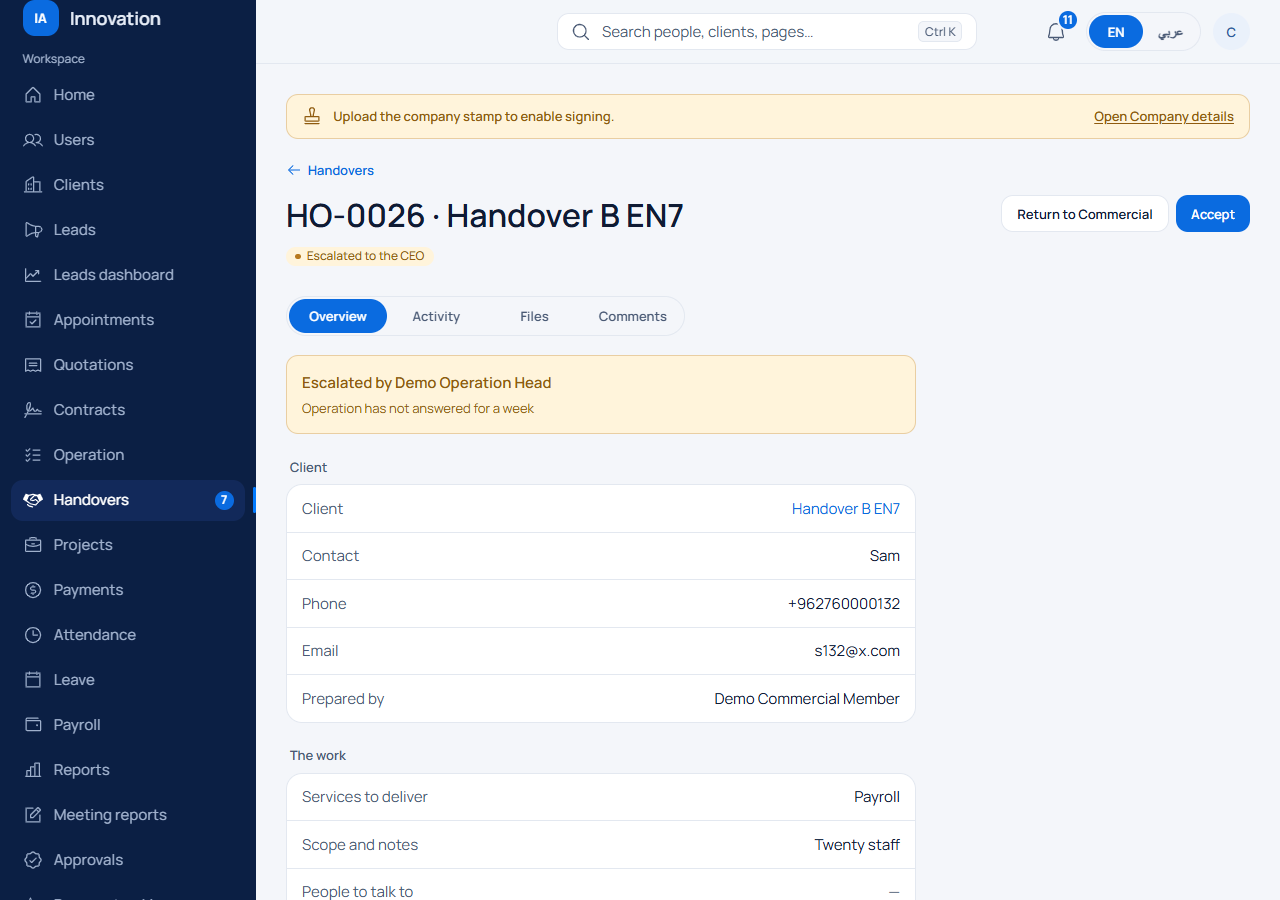 IA Innovation
Search people, clients, pages... Ctrl K
11
EN عربي C
Workspace
Home
Users
Clients
Leads
Leads dashboard
Appointments
Quotations
Contracts
Operation
Handovers 7
Projects
Payments
Attendance
Leave
Payroll
Reports
Meeting reports
Approvals
Upload the company stamp to enable signing. Open Company details
Handovers
HO-0026 · Handover B EN7
Return to Commercial Accept
Escalated to the CEO
Overview Activity Files Comments
Escalated by Demo Operation Head
Operation has not answered for a week
Client
Client Handover B EN7
Contact Sam
Phone +962760000132
Email s132@x.com
Prepared by Demo Commercial Member
The work
Services to deliver Payroll
Scope and notes Twenty staff
People to talk to —